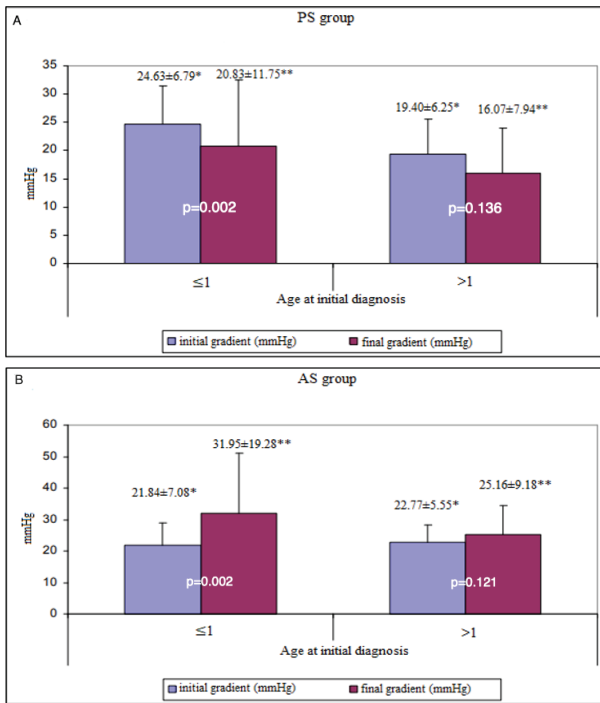 A
PS group
35
30
25
20
15
10
5
0
mmHg
24.63±6.79*
20.83±11.75**
19.40±6.25*
16.07±7.94**
p=0.002
p=0.136
≤1
>1
Age at initial diagnosis
initial gradient (mmHg)
final gradient (mmHg)
B
AS group
60
50
40
30
20
10
0
mmHg
21.84±7.08*
31.95±19.28**
22.77±5.55*
25.16±9.18**
p=0.002
p=0.121
≤1
>1
Age at initial diagnosis
initial gradient (mmHg)
final gradient (mmHg)